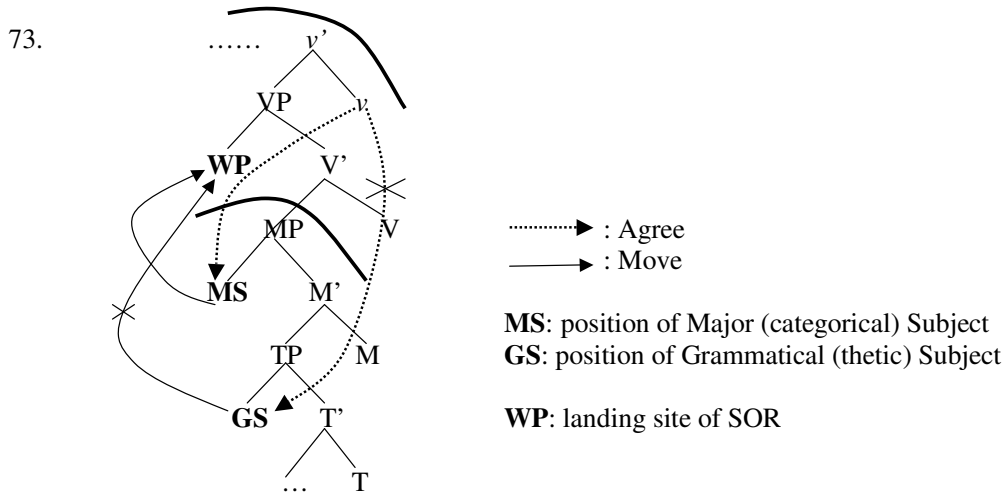 73. …… v'
VP v
WP V'
MP V
: Agree
: Move
MS M'
MS: position of Major (categorical) Subject
TP M
GS: position of Grammatical (thetic) Subject
GS T'
WP: landing site of SOR
… T